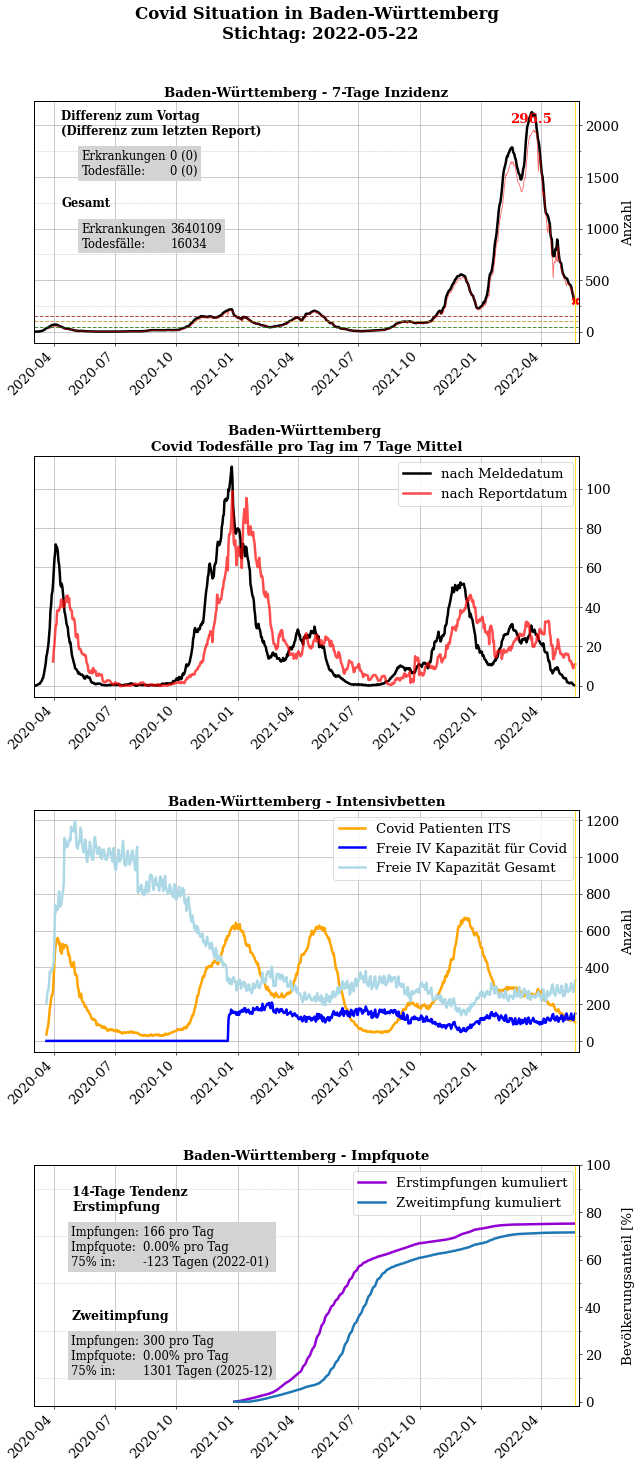 Covid Situation in Baden-Württemberg
Stichtag: 2022-05-22
Baden-Württemberg - 7-Tage Inzidenz
Differenz zum Vortag
(Differenz zum letzten Report)
Erkrankungen 0 (0)
Todesfälle: 0 (0)
Gesamt
Erkrankungen 3640109
Todesfälle: 16034
2000
1500
1000
500
0
Anzahl
2020-04
2020-07
2020-10
2021-01
2021-04
2021-07
2021-10
2022-01
2022-04
Baden-Württemberg
Covid Todesfälle pro Tag im 7 Tage Mittel
nach Meldedatum
nach Reportdatum
100
80
60
40
20
0
2020-04
2020-07
2020-10
2021-01
2021-04
2021-07
2021-10
2022-01
2022-04
Baden-Württemberg - Intensivbetten
Covid Patienten ITS
Freie IV Kapazität für Covid
Freie IV Kapazität Gesamt
1200
1000
800
600
400
200
0
Anzahl
2020-04
2020-07
2020-10
2021-01
2021-04
2021-07
2021-10
2022-01
2022-04
Baden-Württemberg - Impfquote
14-Tage Tendenz
Erstimpfung
Impfungen: 166 pro Tag
Impfquote: 0.00% pro Tag
75% in: -123 Tagen (2022-01)
Zweitimpfung
Impfungen: 300 pro Tag
Impfquote: 0.00% pro Tag
75% in: 1301 Tagen (2025-12)
Erstimpfungen kumuliert
Zweitimpfung kumuliert
100
80
60
40
20
0
Bevölkerungsanteil [%]
2020-04
2020-07
2020-10
2021-01
2021-04
2021-07
2021-10
2022-01
2022-04